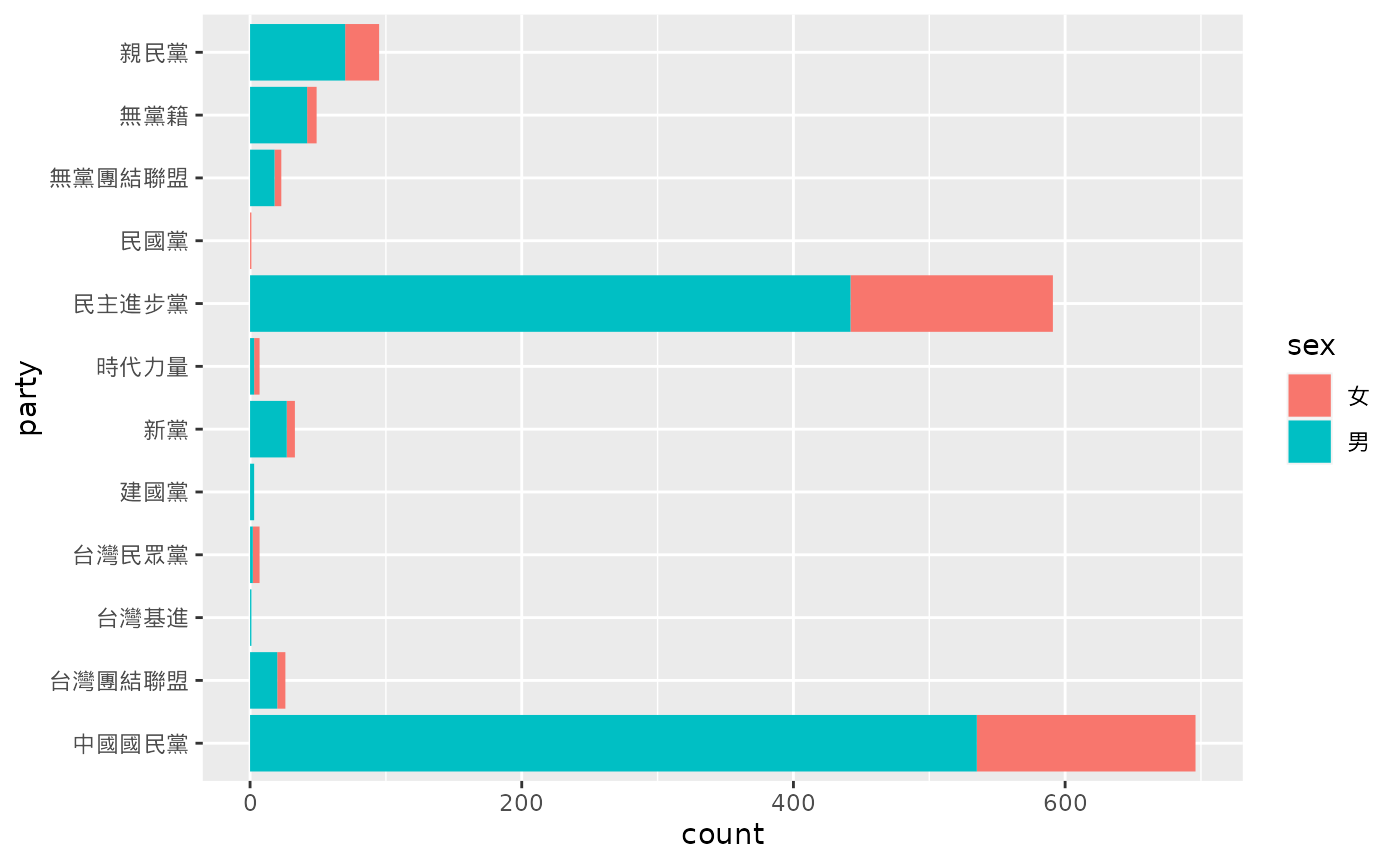 親民黨
無黨籍
無黨團結聯盟
民國黨
民主進步黨
時代力量
新黨
建國黨
台灣民眾黨
台灣基進
台灣團結聯盟
中國國民黨
party
0 200 400 600
count
sex
女
男